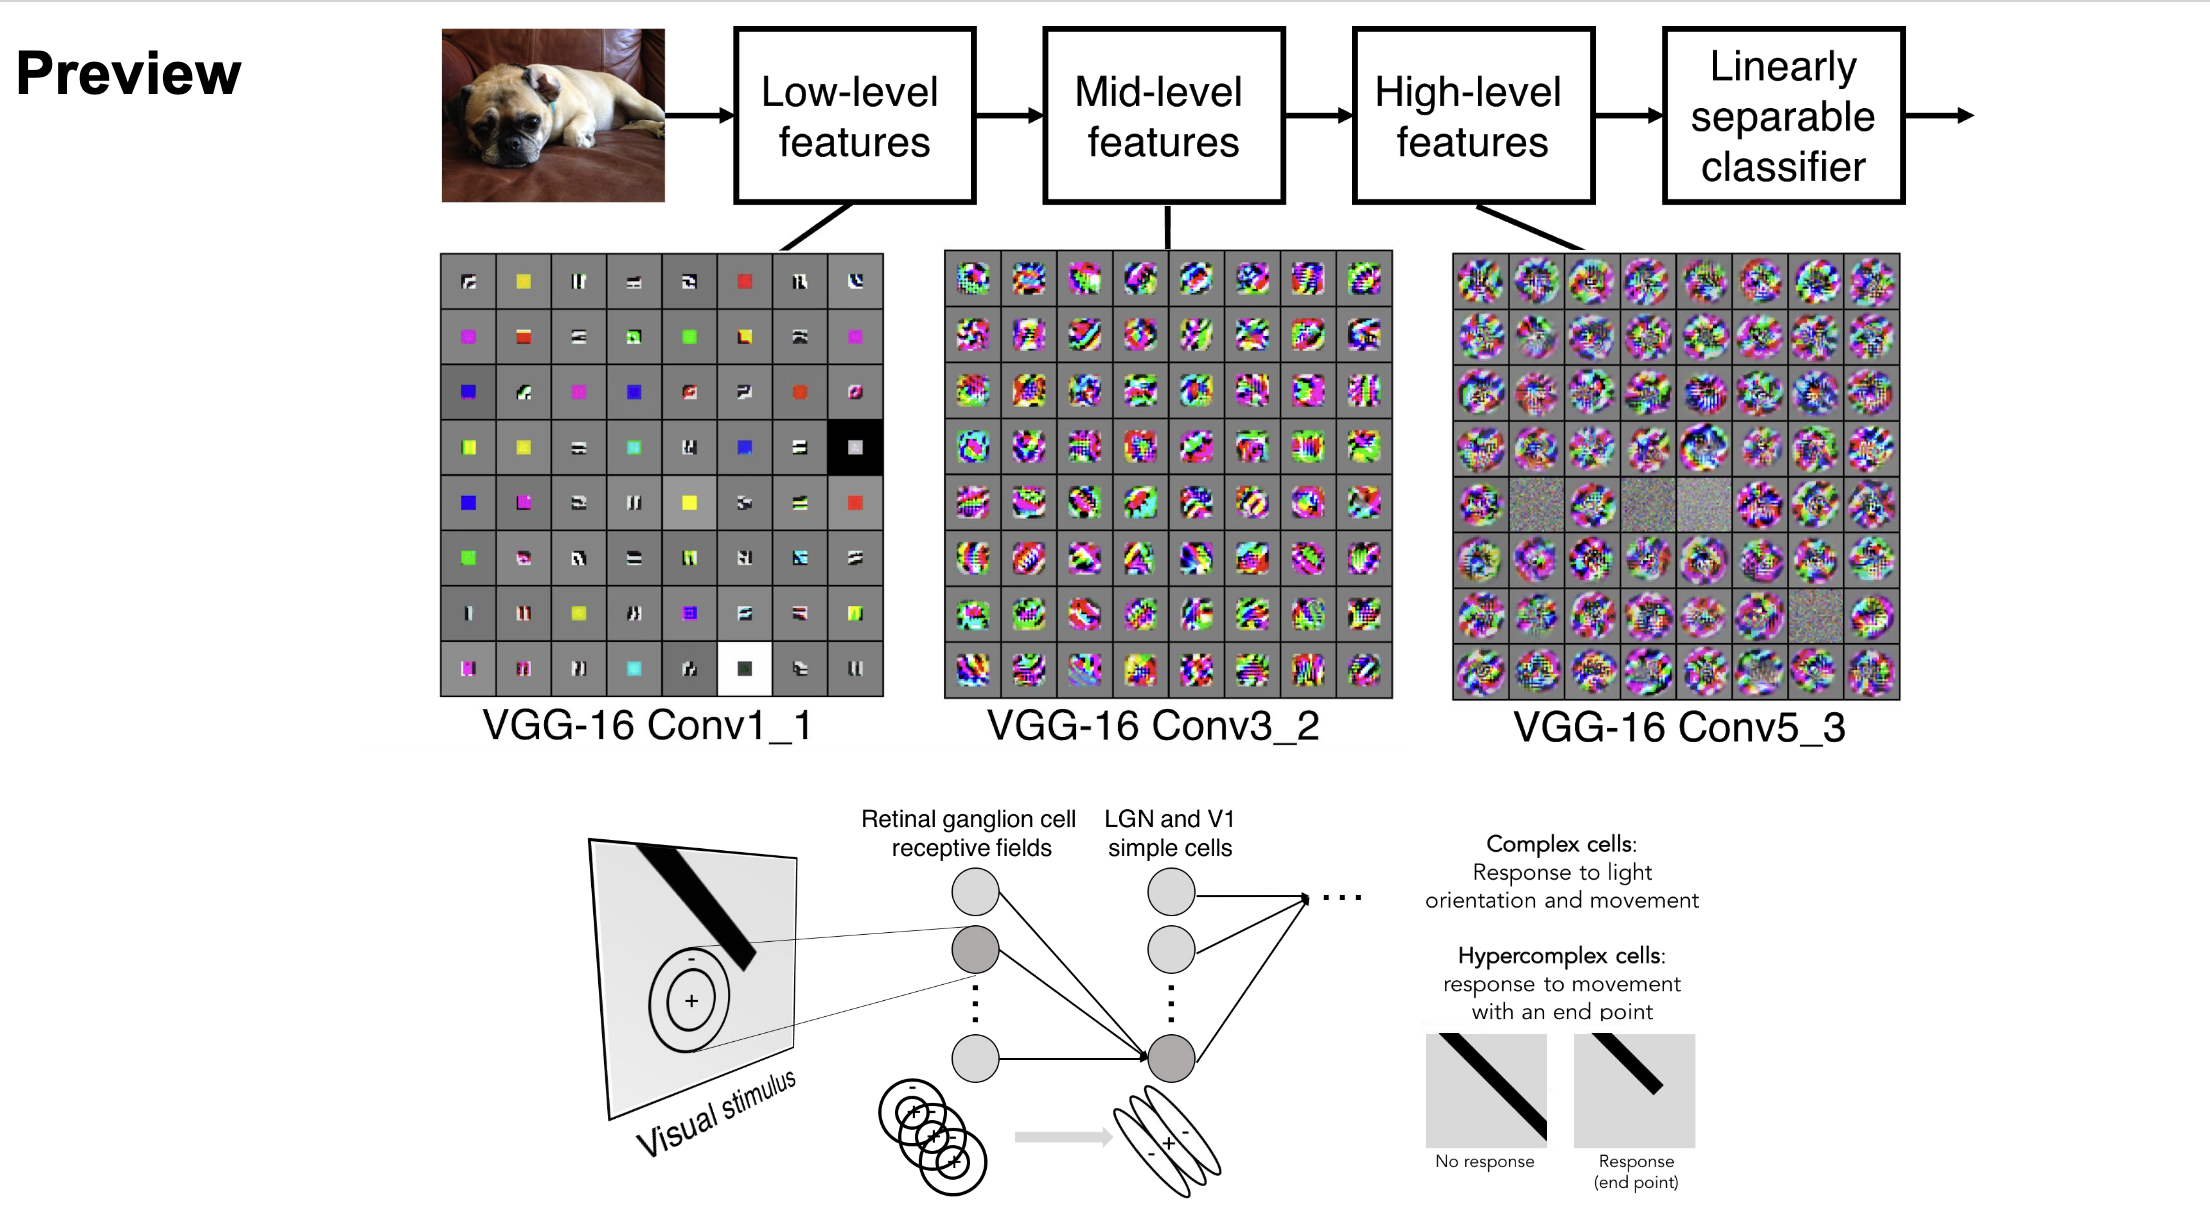 Preview
Low-level
features
Mid-level
features
High-level
features
Linearly
separable
classifier
VGG-16 Conv1_1
VGG-16 Conv3_2
VGG-16 Conv5_3
Retinal ganglion cell
receptive fields
LGN and V1
simple cells
Complex cells:
Response to light
orientation and movement
Hypercomplex cells:
response to movement
with an end point
-
+
Visual stimulus
-
+
-
+
-
+
-
+
-
No response
Response
(end point)